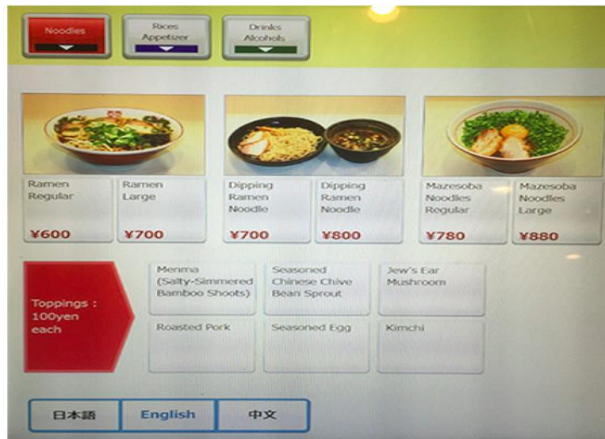 Noodles
Rices
Appetizer
Drinks
Alcohols
Ramen
Regular
¥600
Ramen
Large
¥700
Dipping
Ramen
Noodle
¥700
Dipping
Ramen
Noodle
¥800
Mazesoba
Noodles
Regular
¥780
Mazesoba
Noodles
Large
¥880
Toppings :
100yen
each
Menma
(Salty-Simmered
Bamboo Shoots)
Seasoned
Chinese Chive
Bean Sprout
Jew's Ear
Mushroom
Roasted Pork
Seasoned Egg
Kimchi
日本語
English
中文